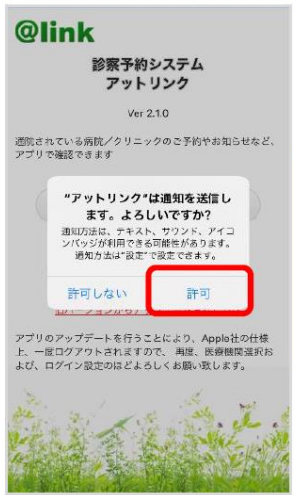 @link
診察予約システム
アットリンク
Ver 2.1.0
通院されている病院／クリニックのご予約やお知らせなど、
アプリで確認できます
"アットリンク"は通知を送信し
ます。よろしいですか?
通知方法は、テキスト、サウンド、アイコ
ンバッジが利用できる可能性があります。
通知方法は"設定"で設定できます。
許可しない
許可
アプリのアップデートを行うことにより、Apple社の仕様
上、一度ログアウトされますので、 再度、医療機関選択お
よび、ログイン設定のほどよろしくお願い致します。